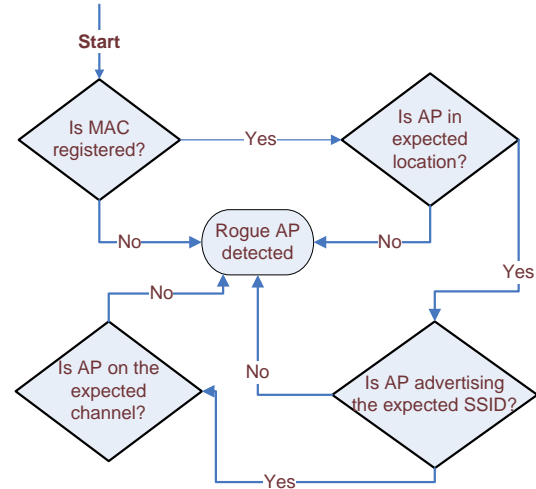 Start
Is MAC
registered?
Yes
Is AP in
expected
location?
No
Rogue AP
detected
No
Yes
No
Is AP on the
expected
channel?
No
Is AP advertising
the expected SSID?
Yes